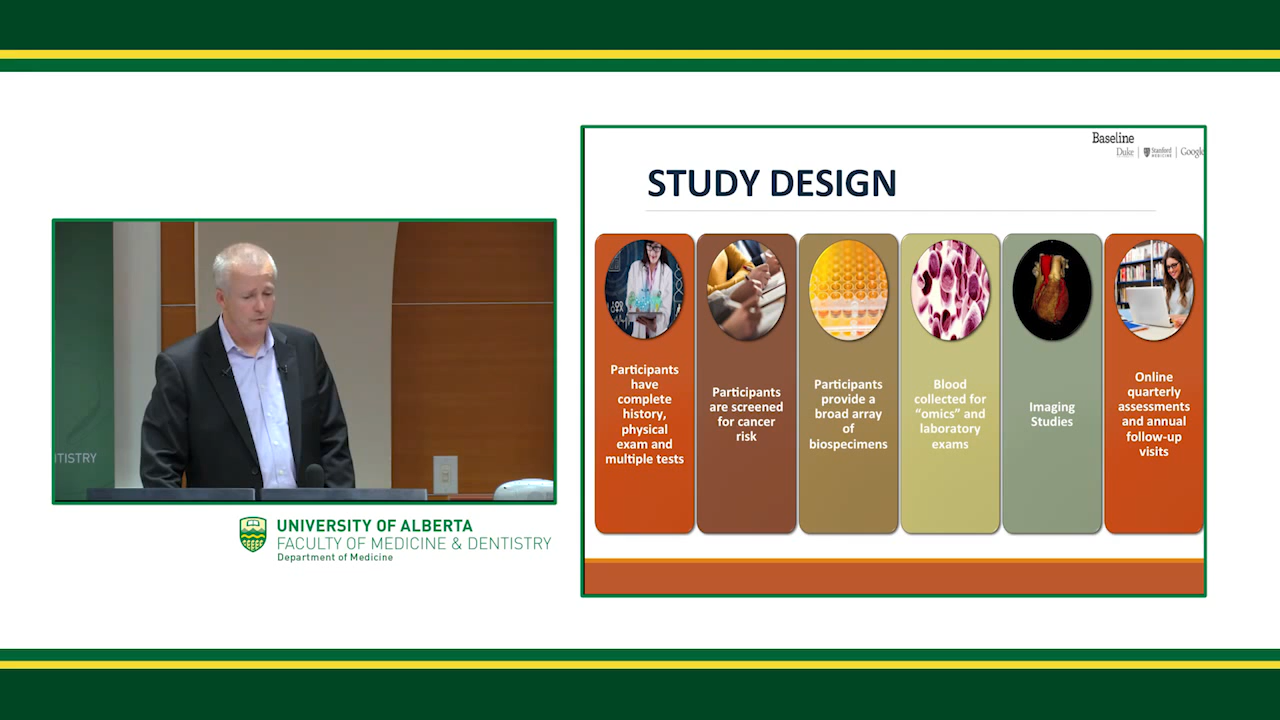 TISTRY
UNIVERSITY OF ALBERTA
FACULTY OF MEDICINE & DENTISTRY
Department of Medicine
Baseline
Duke
Stanford
MEDICINE
Google
STUDY DESIGN
Participants
have
complete
history,
physical
exam and
multiple tests
Participants
are screened
for cancer
risk
Participants
provide a
broad array
of
biospecimens
Blood
collected for
“omics” and
laboratory
exams
Imaging
Studies
Online
quarterly
assessments
and annual
follow-up
visits